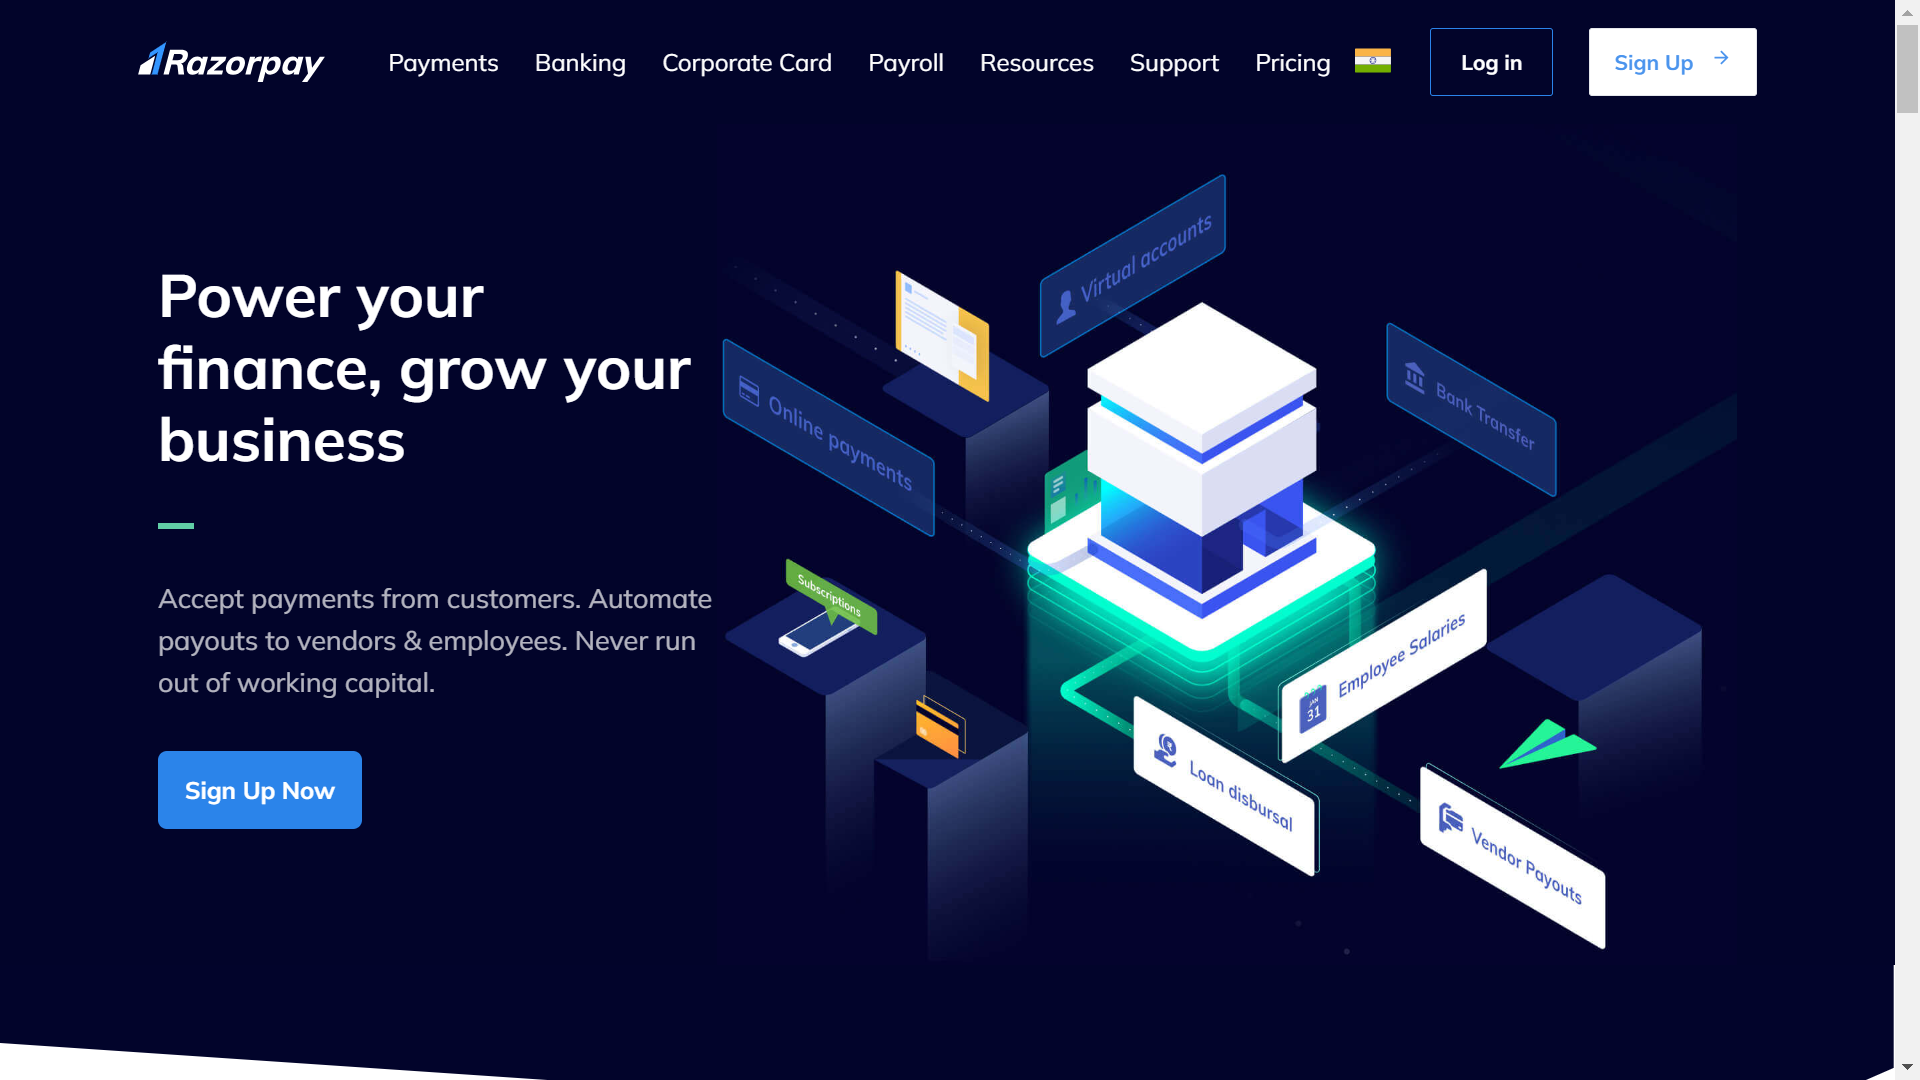 Razorpay
Payments
Banking
Corporate Card
Payroll
Resources
Support
Pricing
Log in
Sign Up
Power your
finance, grow your
business
Accept payments from customers. Automate
payouts to vendors & employees. Never run
out of working capital.
Sign Up Now
Virtual accounts
Online payments
Bank Transfer
Subscriptions
JAN
31
Employee Salaries
Loan disbursal
Vendor Payouts